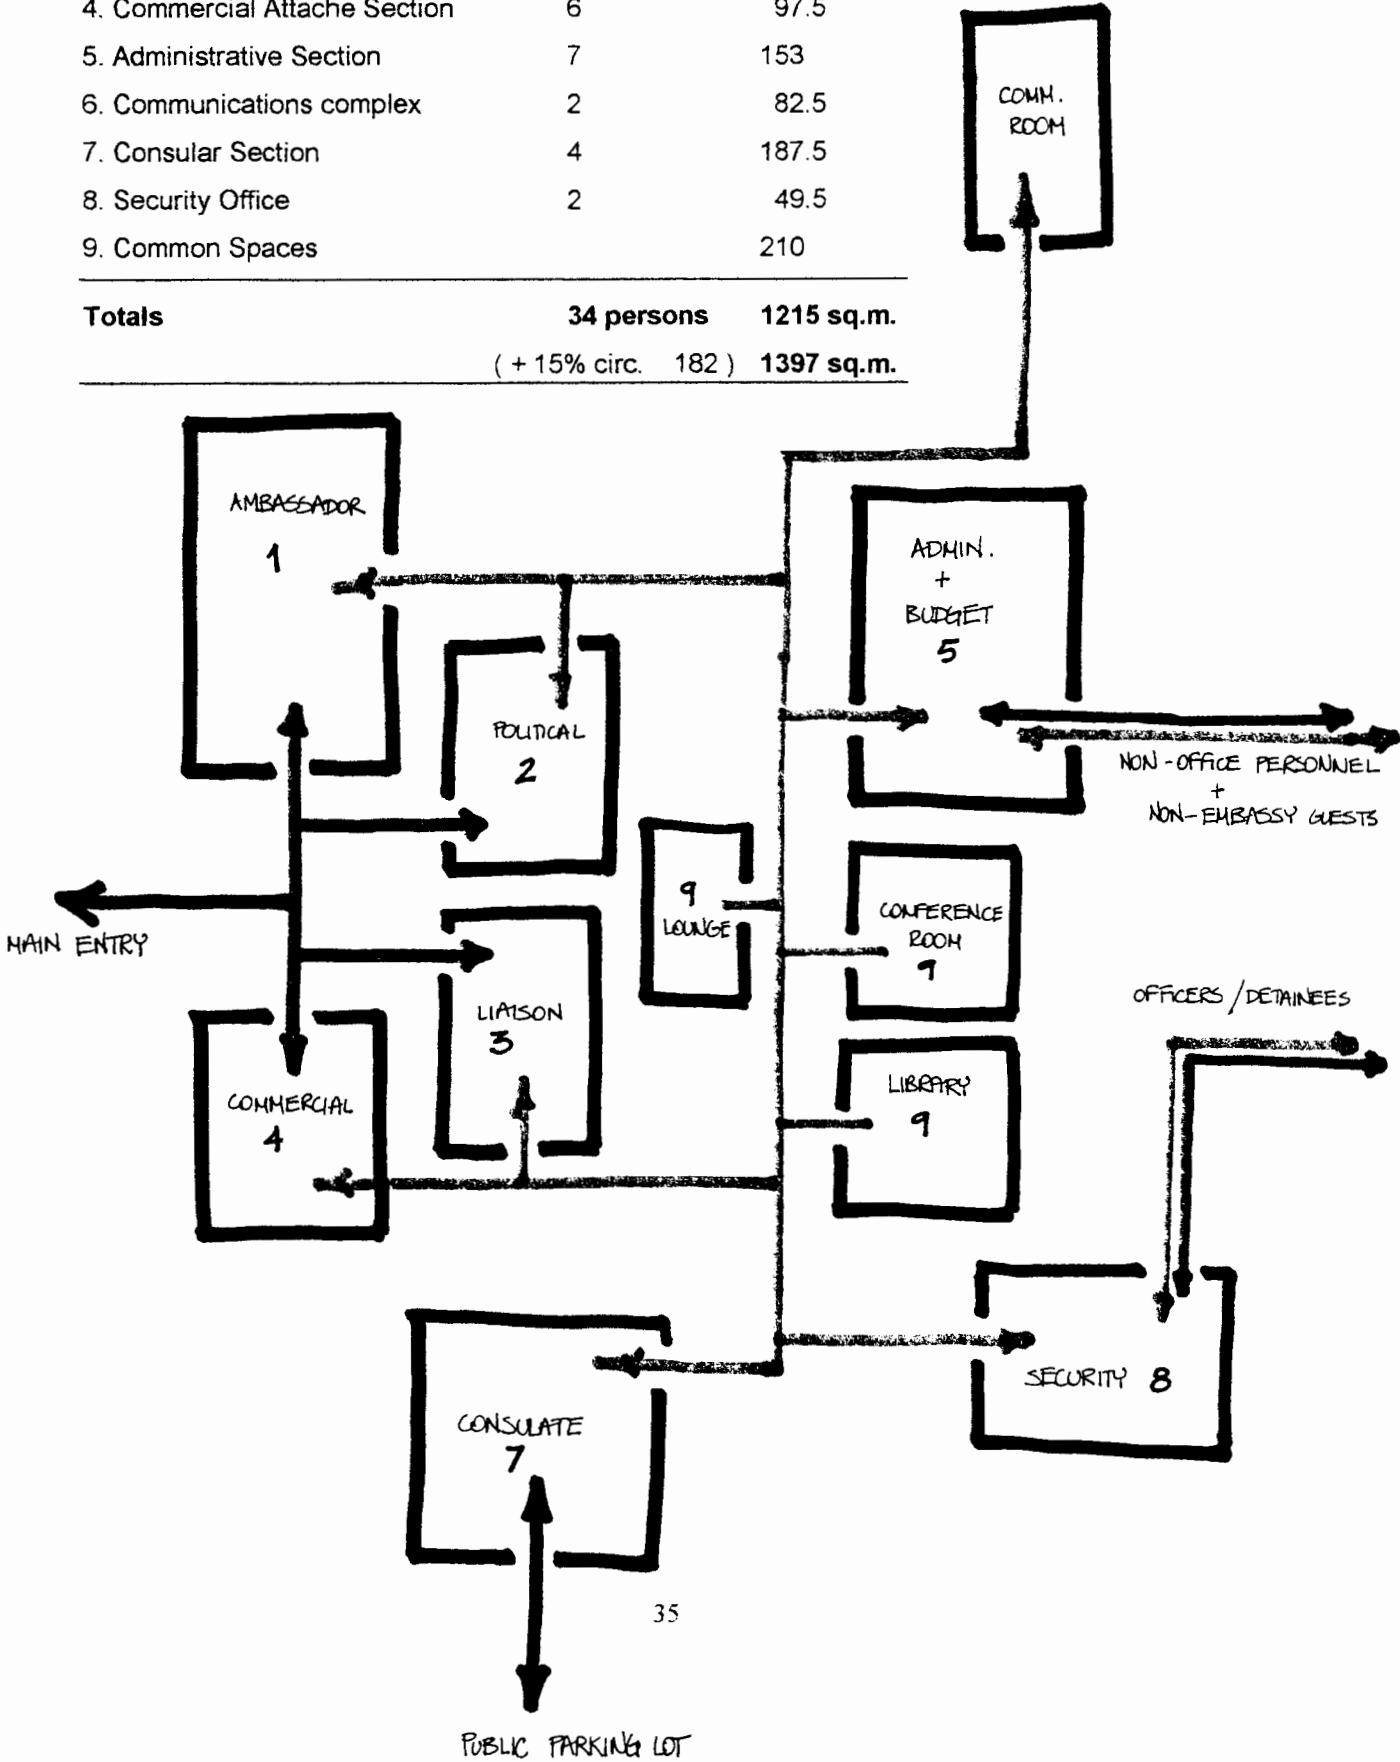 4. Commercial Attache Section 6 97.5
5. Administrative Section 7 153
6. Communications complex 2 82.5
7. Consular Section 4 187.5
8. Security Office 2 49.5
9. Common Spaces 210
Totals 34 persons 1215 sq.m.
( + 15% circ. 182 ) 1397 sq.m.
COMM.
ROOM
AMBASSADOR
1
ADMIN.
+
BUDGET
5
POLITICAL
2
NON-OFFICE PERSONNEL
+
NON-EMBASSY GUESTS
9
LOUNGE
CONFERENCE
ROOM
9
MAIN ENTRY
LIAISON
3
OFFICERS/DETAINEES
COMMERCIAL
4
LIBRARY
9
SECURITY 8
CONSULATE
7
35
PUBLIC PARKING LOT